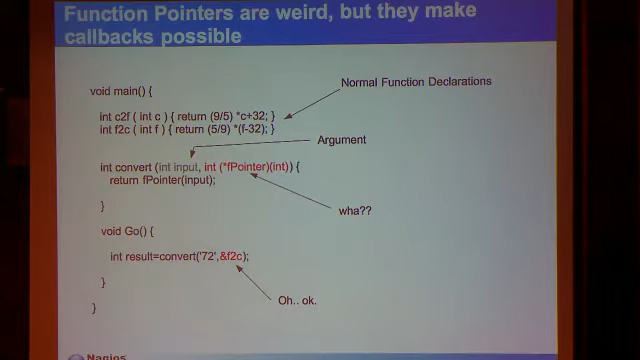 Function Pointers are weird, but they make
callbacks possible
void main() {
Normal Function Declarations
int c2f ( int c ) { return (9/5) *c+32; }
int f2c ( int f ) { return (5/9) *(f-32); }
Argument
int convert (int input, int (*fPointer)(int)) {
return fPointer(input);
wha??
}
void Go() {
int result=convert('72',&f2c);
}
Oh.. ok.
}
Nagios